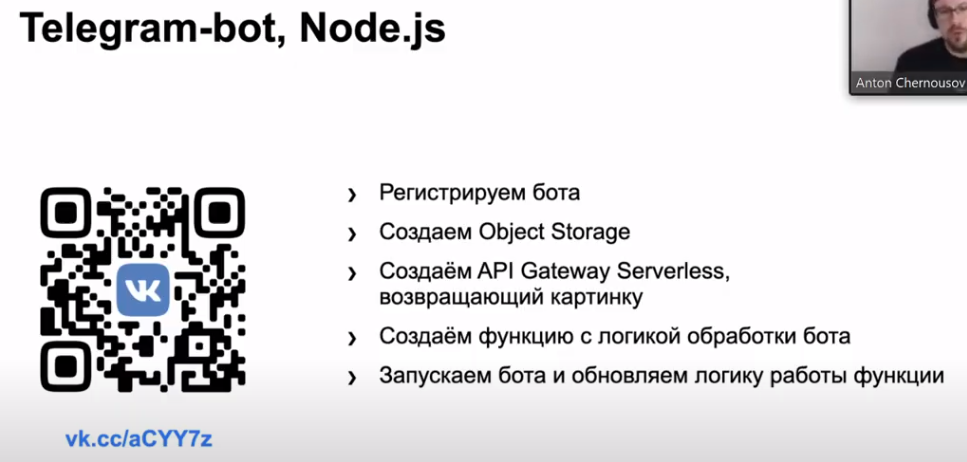 Telegram-bot, Node.js
Anton Chernousov
› Регистрируем бота
› Создаем Object Storage
› Создаём API Gateway Serverless,
возвращающий картинку
› Создаём функцию с логикой обработки бота
› Запускаем бота и обновляем логику работы функции
VK
vk.cc/aCYY7z